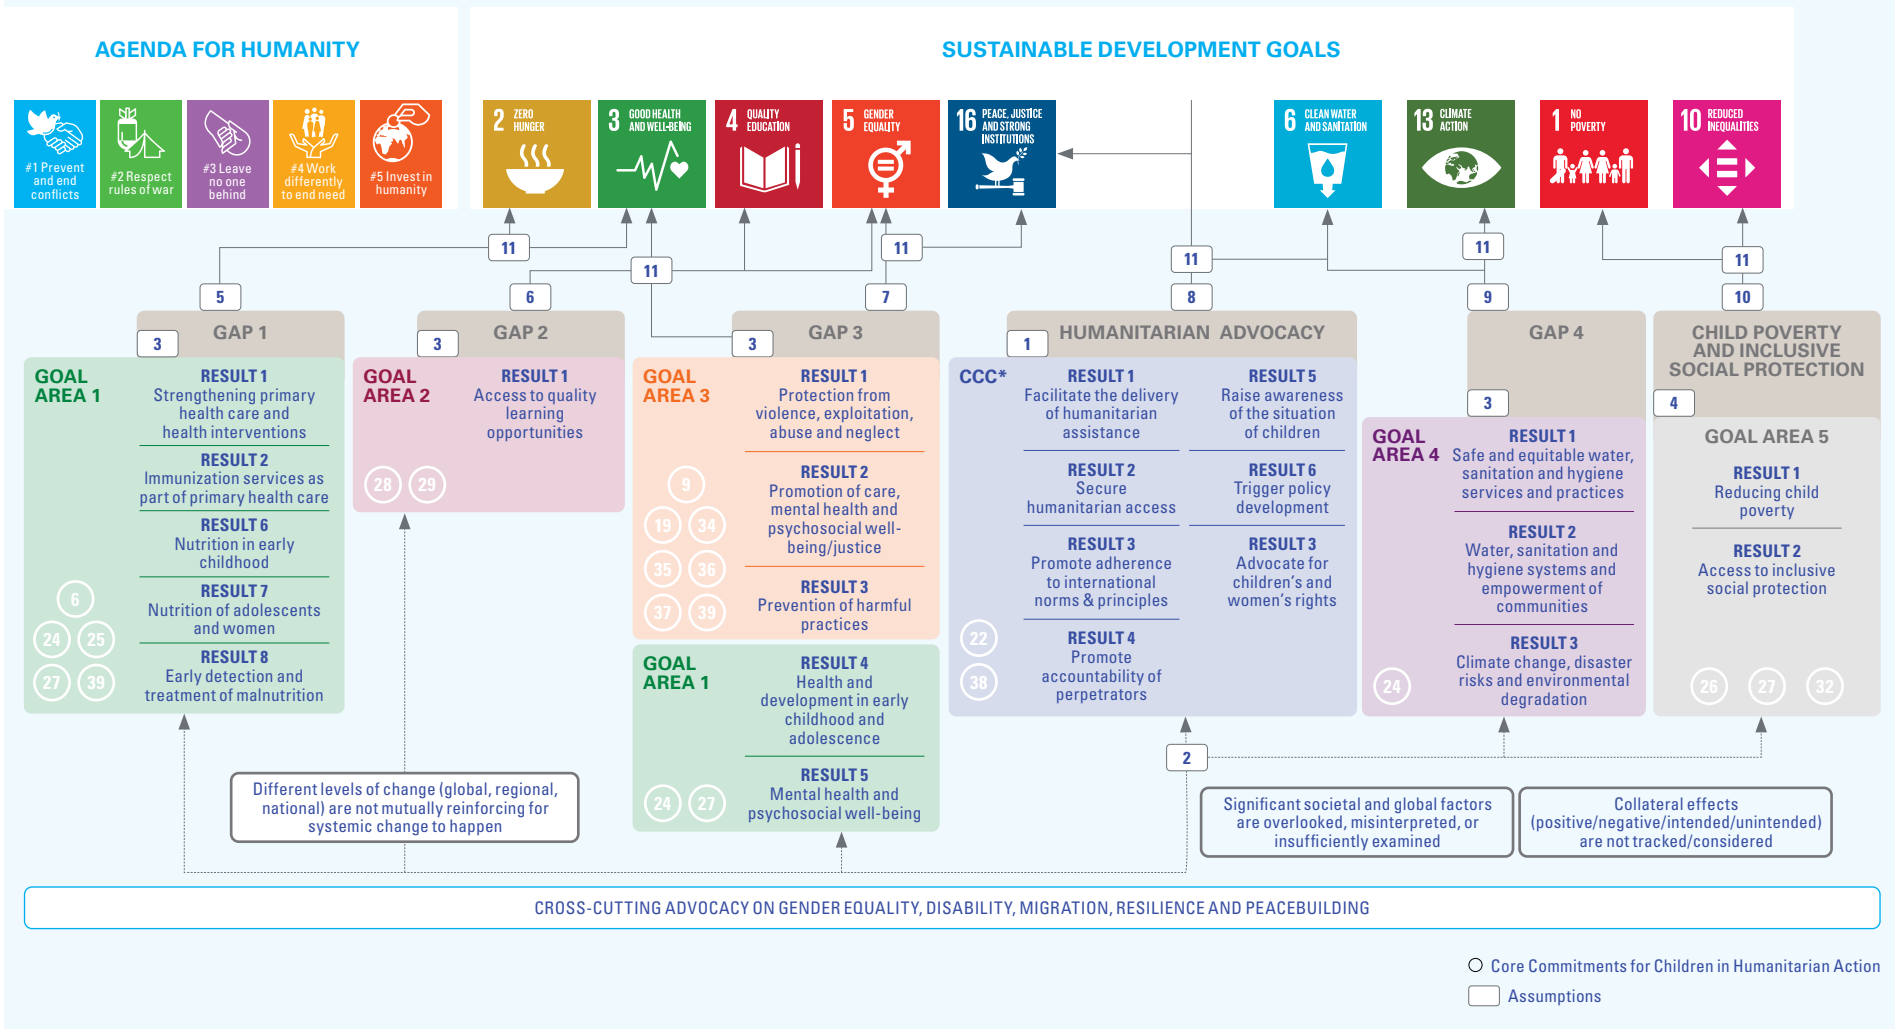 AGENDA FOR HUMANITY
SUSTAINABLE DEVELOPMENT GOALS
#1 Prevent
and end
conflicts
#2 Respect
rules of war
#3 Leave
no one
behind
#4 Work
differently
to end need
#5 Invest in
humanity
2 ZERO
HUNGER
3 GOOD HEALTH
AND WELL-BEING
4 QUALITY
EDUCATION
5 GENDER
EQUALITY
16 PEACE, JUSTICE
AND STRONG
INSTITUTIONS
6 CLEAN WATER
AND SANITATION
13 CLIMATE
ACTION
1 NO
POVERTY
10 REDUCED
INEQUALITIES
11
11
11
11
11
11
5
6
7
8
9
10
GAP 1
3
GOAL
AREA 1
RESULT 1
Strengthening primary
health care and
health interventions
RESULT 2
Immunization services as
part of primary health care
RESULT 6
Nutrition in early
childhood
RESULT 7
Nutrition of adolescents
and women
RESULT 8
Early detection and
treatment of malnutrition
6
24
25
27
39
GAP 2
3
GOAL
AREA 2
RESULT 1
Access to quality
learning
opportunities
28
29
GAP 3
3
GOAL
AREA 3
RESULT 1
Protection from
violence, exploitation,
abuse and neglect
RESULT 2
Promotion of care,
mental health and
psychosocial well-
being/justice
RESULT 3
Prevention of harmful
practices
9
19
34
35
36
37
39
GOAL
AREA 1
RESULT 4
Health and
development in early
childhood and
adolescence
RESULT 5
Mental health and
psychosocial well-being
24
27
HUMANITARIAN ADVOCACY
1
CCC*
RESULT 1
Facilitate the delivery
of humanitarian
assistance
RESULT 2
Secure
humanitarian access
RESULT 3
Promote adherence
to international
norms & principles
RESULT 4
Promote
accountability of
perpetrators
RESULT 5
Raise awareness
of the situation
of children
RESULT 6
Trigger policy
development
RESULT 3
Advocate for
children's and
women's rights
22
38
GAP 4
3
GOAL
AREA 4
RESULT 1
Safe and equitable water,
sanitation and hygiene
services and practices
RESULT 2
Water, sanitation and
hygiene systems and
empowerment of
communities
RESULT 3
Climate change, disaster
risks and environmental
degradation
24
CHILD POVERTY
AND INCLUSIVE
SOCIAL PROTECTION
4
GOAL AREA 5
RESULT 1
Reducing child
poverty
RESULT 2
Access to inclusive
social protection
26
27
32
2
Different levels of change (global, regional,
national) are not mutually reinforcing for
systemic change to happen
Significant societal and global factors
are overlooked, misinterpreted, or
insufficiently examined
Collateral effects
(positive/negative/intended/unintended)
are not tracked/considered
CROSS-CUTTING ADVOCACY ON GENDER EQUALITY, DISABILITY, MIGRATION, RESILIENCE AND PEACEBUILDING
Core Commitments for Children in Humanitarian Action
Assumptions